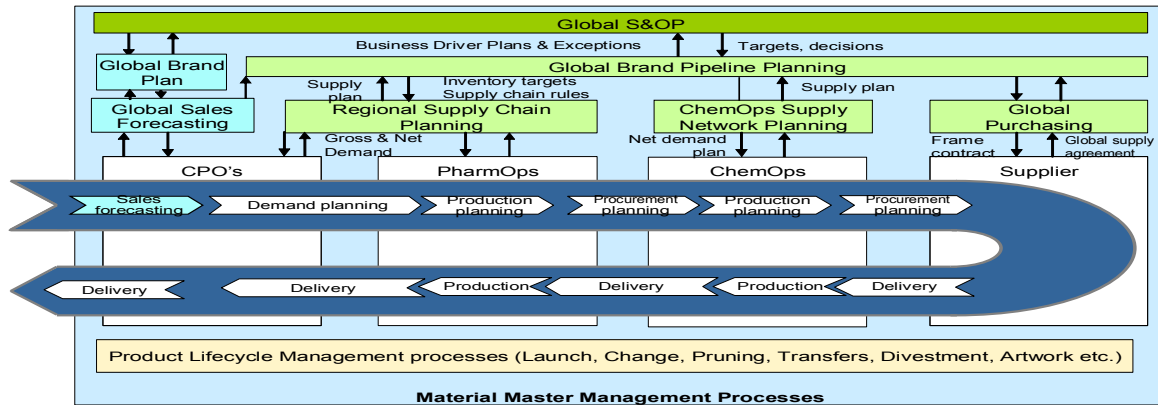 Global S&OP
Business Driver Plans & Exceptions
Targets, decisions
Global Brand
Plan
Global Brand Pipeline Planning
Supply
plan
Inventory targets
Supply chain rules
Supply plan
Global Sales
Forecasting
Regional Supply Chain
Planning
ChemOps Supply
Network Planning
Global
Purchasing
Gross & Net
Demand
Net demand
plan
Frame
contract
Global supply
agreement
CPO's
PharmOps
ChemOps
Supplier
Sales
forecasting
Demand planning
Production
planning
Procurement
planning
Production
planning
Procurement
planning
Delivery
Delivery
Production
Delivery
Production
Delivery
Product Lifecycle Management processes (Launch, Change, Pruning, Transfers, Divestment, Artwork etc.)
Material Master Management Processes